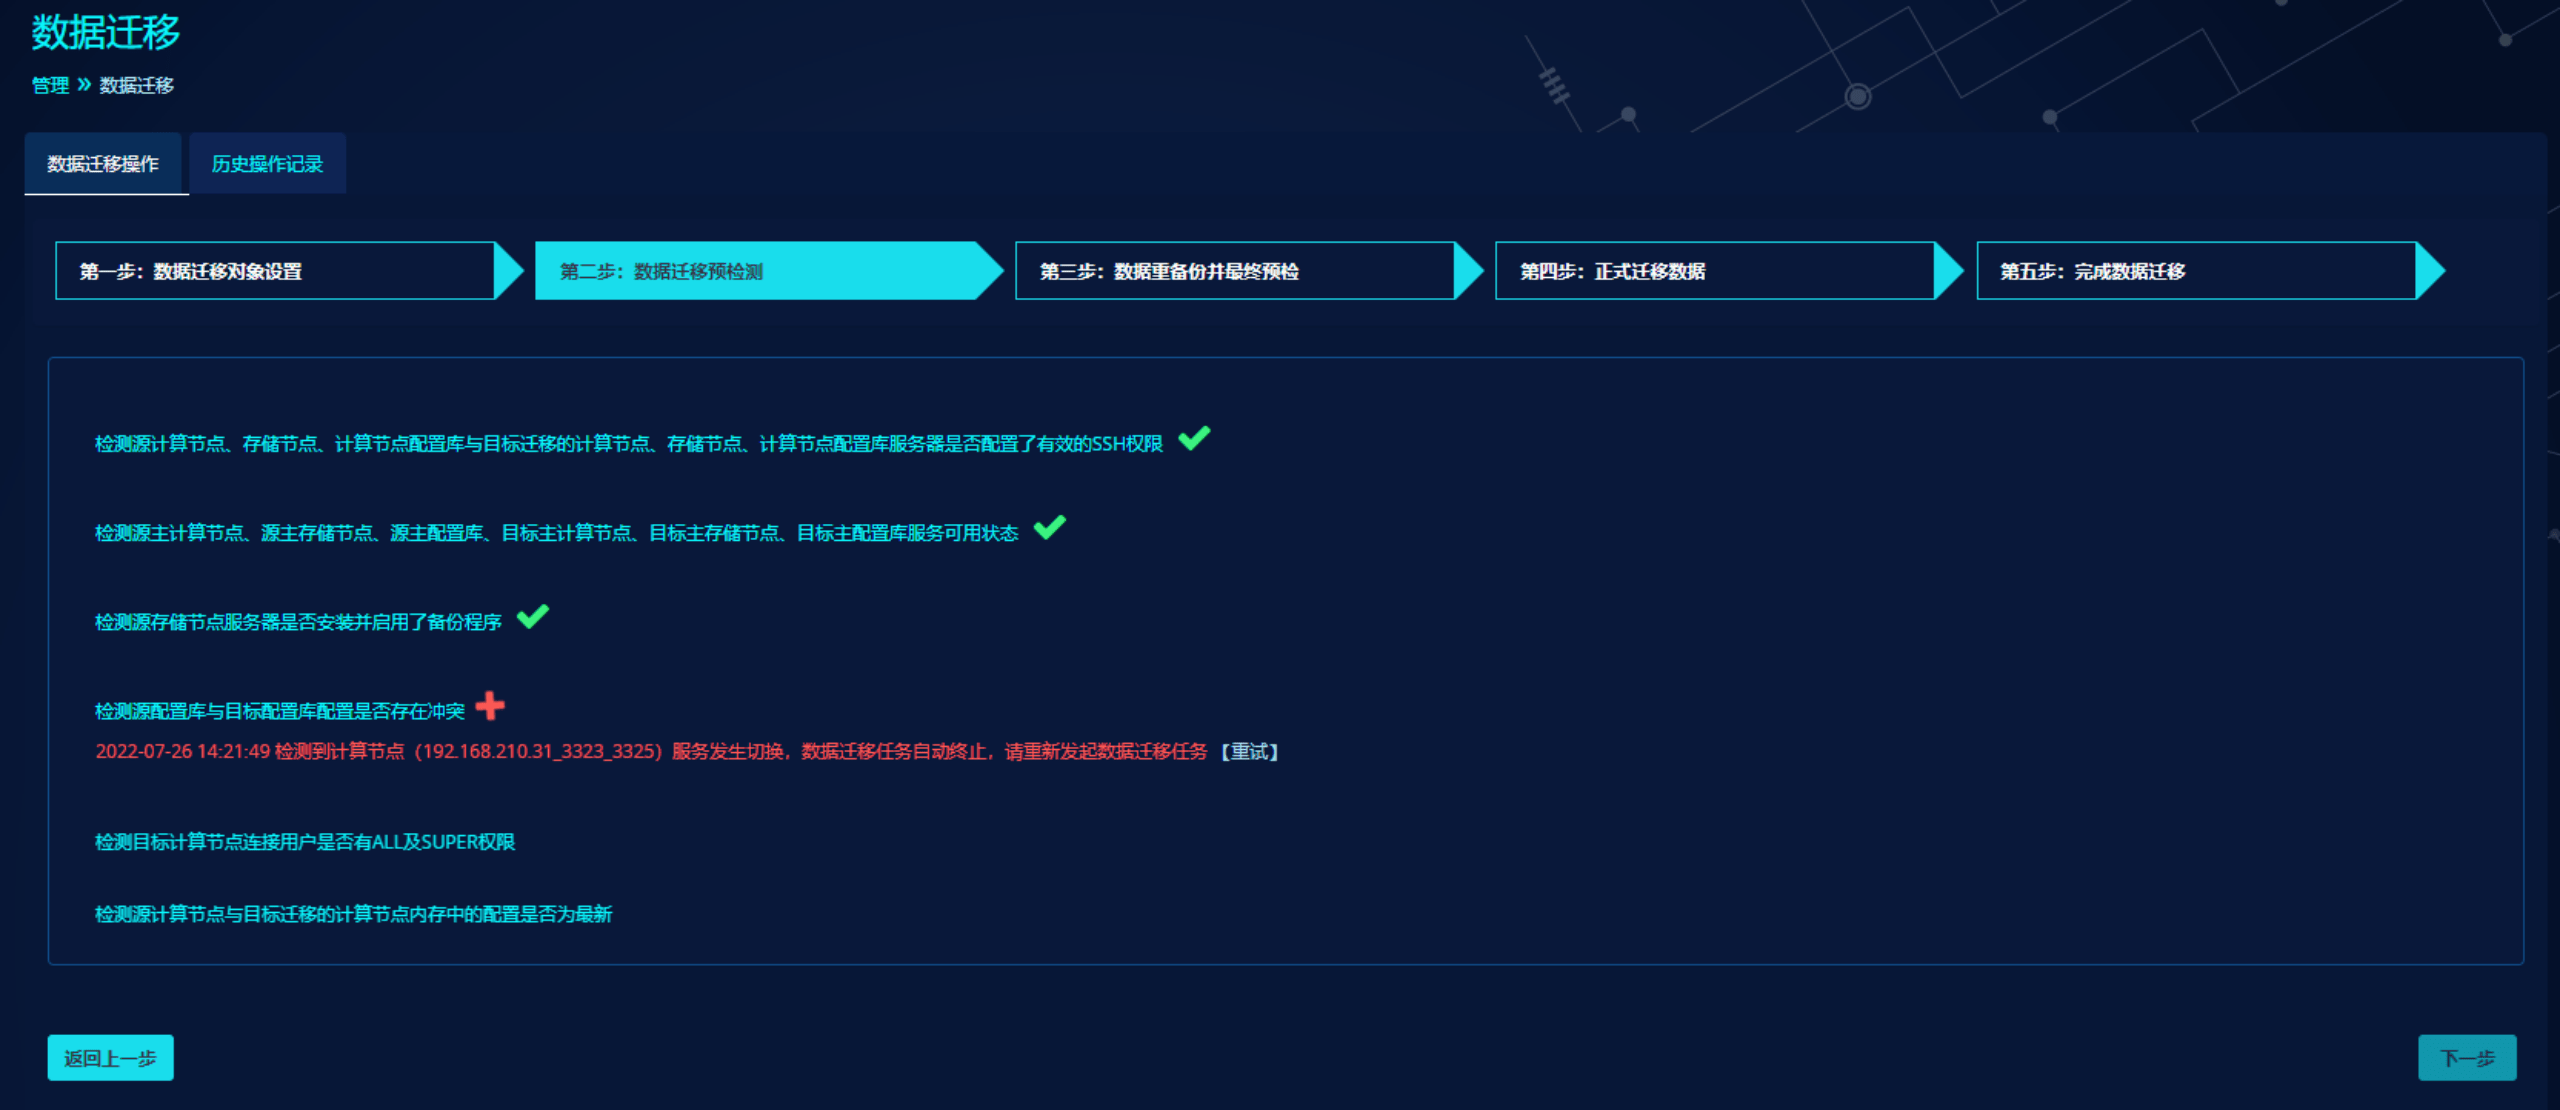 数据迁移
管理 » 数据迁移
数据迁移操作 历史操作记录
第一步：数据迁移对象设置 第二步：数据迁移预检测 第三步：数据重备份并最终预检 第四步：正式迁移数据 第五步：完成数据迁移
检测源计算节点、存储节点、计算节点配置库与目标迁移的计算节点、存储节点、计算节点配置库服务器是否配置了有效的SSH权限
检测源主计算节点、源主存储节点、源主配置库、目标主计算节点、目标主存储节点、目标主配置库服务可用状态
检测源存储节点服务器是否安装并启用了备份程序
检测源配置库与目标配置库配置是否存在冲突
2022-07-26 14:21:49 检测到计算节点（192.168.210.31_3323_3325）服务发生切换，数据迁移任务自动终止，请重新发起数据迁移任务 【重试】
检测目标计算节点连接用户是否有ALL及SUPER权限
检测源计算节点与目标迁移的计算节点内存中的配置是否为最新
返回上一步 下一步